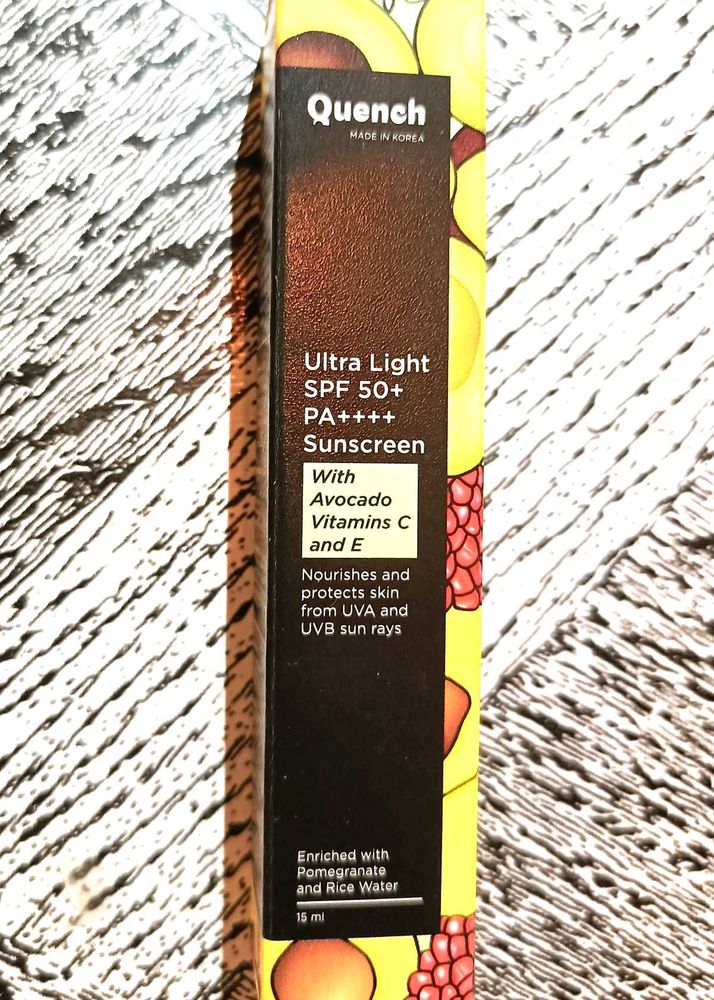 Quench
MADE IN KOREA
Ultra Light
SPF 50+
PA++++
Sunscreen
With
Avocado
Vitamins C
and E
Nourishes and
protects skin
from UVA and
UVB sun rays
Enriched with
Pomegranate
and Rice Water
15 ml